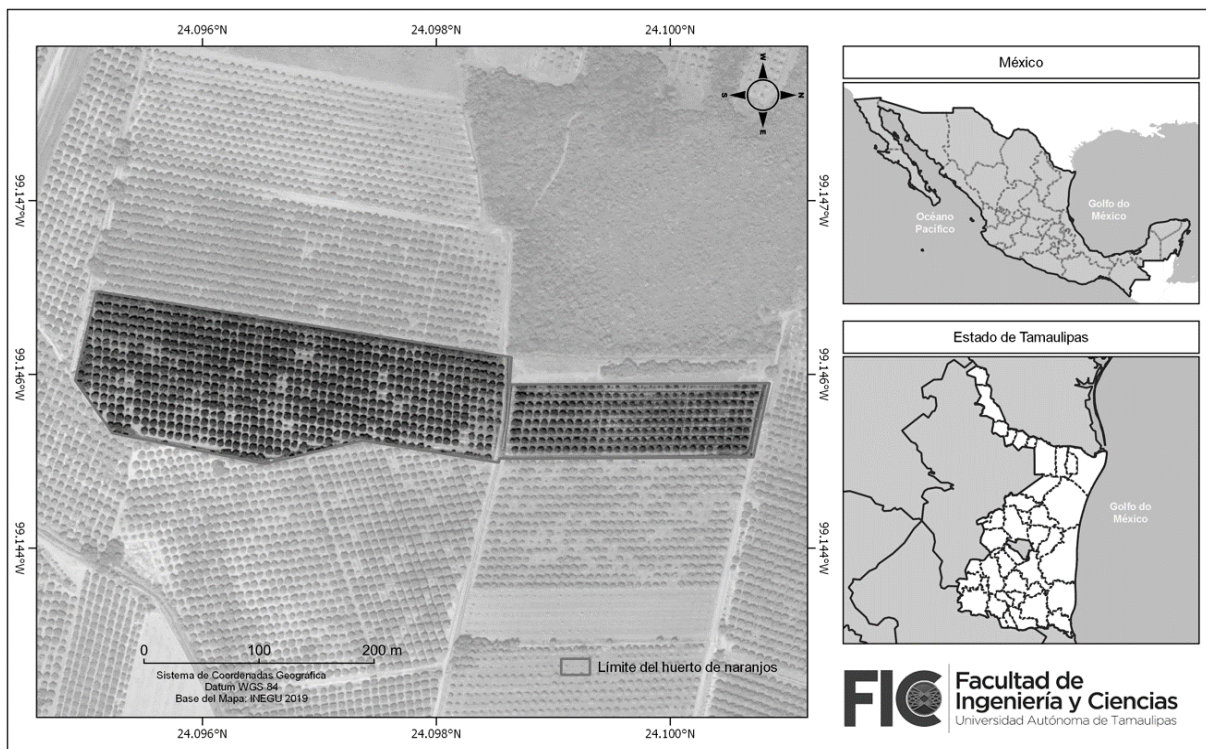 24.096°N
24.098°N
24.100°N
W
S
N
E
99.147°W
99.147°W
99.146°W
99.146°W
99.144°W
99.144°W
0
100
200 m
Sistema de Coordenadas Geográfica
Datum WGS 84
Base del Mapa: INEGU 2019
Límite del huerto de naranjos
24.096°N
24.098°N
24.100°N
México
Océano
Pacífico
Golfo do
México
Estado de Tamaulipas
Golfo do
México
FIC
Facultad de
Ingeniería y Ciencias
Universidad Autónoma de Tamaulipas